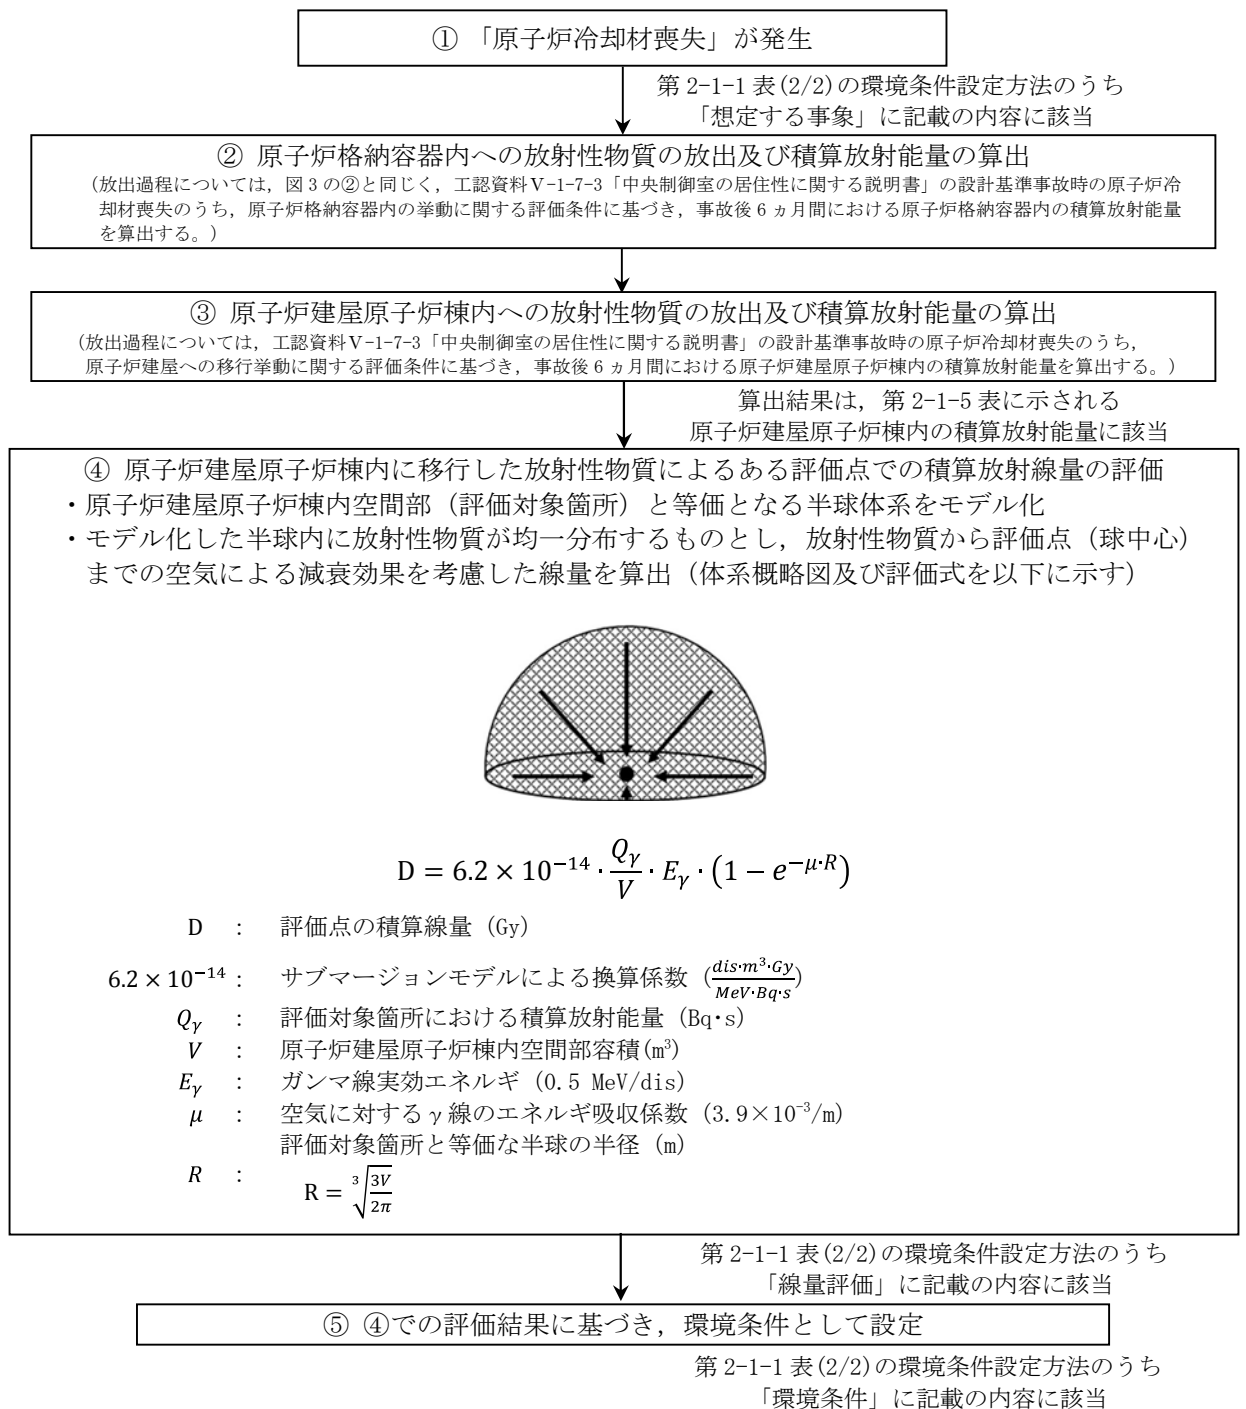 ① 「原子炉冷却材喪失」が発生
第 2-1-1 表(2/2)の環境条件設定方法のうち
「想定する事象」に記載の内容に該当
② 原子炉格納容器内への放射性物質の放出及び積算放射能量の算出
(放出過程については，図 3 の②と同じく，工認資料Ⅴ-1-7-3「中央制御室の居住性に関する説明書」の設計基準事故時の原子炉冷
却材喪失のうち，原子炉格納容器内の挙動に関する評価条件に基づき，事故後 6 ヵ月間における原子炉格納容器内の積算放射能量
を算出する。)
③ 原子炉建屋原子炉棟内への放射性物質の放出及び積算放射能量の算出
(放出過程については，工認資料Ⅴ-1-7-3「中央制御室の居住性に関する説明書」の設計基準事故時の原子炉冷却材喪失のうち，
原子炉建屋への移行挙動に関する評価条件に基づき，事故後 6 ヵ月間における原子炉建屋原子炉棟内の積算放射能量を算出する。)
算出結果は，第 2-1-5 表に示される
原子炉建屋原子炉棟内の積算放射能量に該当
④ 原子炉建屋原子炉棟内に移行した放射性物質によるある評価点での積算放射線量の評価
・原子炉建屋原子炉棟内空間部（評価対象箇所）と等価となる半球体系をモデル化
・モデル化した半球内に放射性物質が均一分布するものとし，放射性物質から評価点（球中心）
までの空気による減衰効果を考慮した線量を算出（体系概略図及び評価式を以下に示す）
D = 6.2 × 10⁻¹⁴ · Qᵧ/V · Eᵧ · (1 − e^(−μ·R))
D : 評価点の積算線量 (Gy)
6.2 × 10⁻¹⁴ : サブマージョンモデルによる換算係数 (dis·m³·Gy/MeV·Bq·s)
Qᵧ : 評価対象箇所における積算放射能量 (Bq・s)
V : 原子炉建屋原子炉棟内空間部容積(m³)
Eᵧ : ガンマ線実効エネルギ (0.5 MeV/dis)
μ : 空気に対するγ線のエネルギ吸収係数 (3.9×10⁻³/m)
評価対象箇所と等価な半球の半径 (m)
R : R = ∛(3V/2π)
第 2-1-1 表(2/2)の環境条件設定方法のうち
「線量評価」に記載の内容に該当
⑤ ④での評価結果に基づき，環境条件として設定
第 2-1-1 表(2/2)の環境条件設定方法のうち
「環境条件」に記載の内容に該当